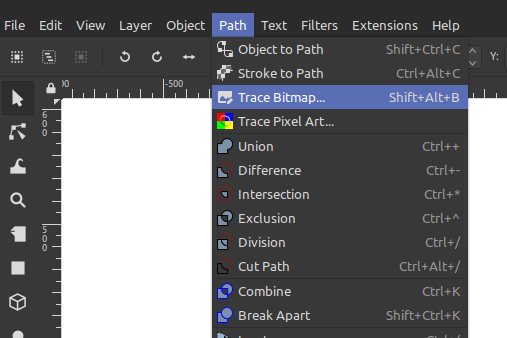 File Edit View Layer Object Path Text Filters Extensions Help
Object to Path Shift+Ctrl+C
Stroke to Path Ctrl+Alt+C
Y:
Trace Bitmap... Shift+Alt+B
-500
Trace Pixel Art...
600
Union Ctrl++
Difference Ctrl+-
Intersection Ctrl+*
Exclusion Ctrl+^
500
Division Ctrl+/
Cut Path Ctrl+Alt+/
Combine Ctrl+K
Break Apart Shift+Ctrl+K